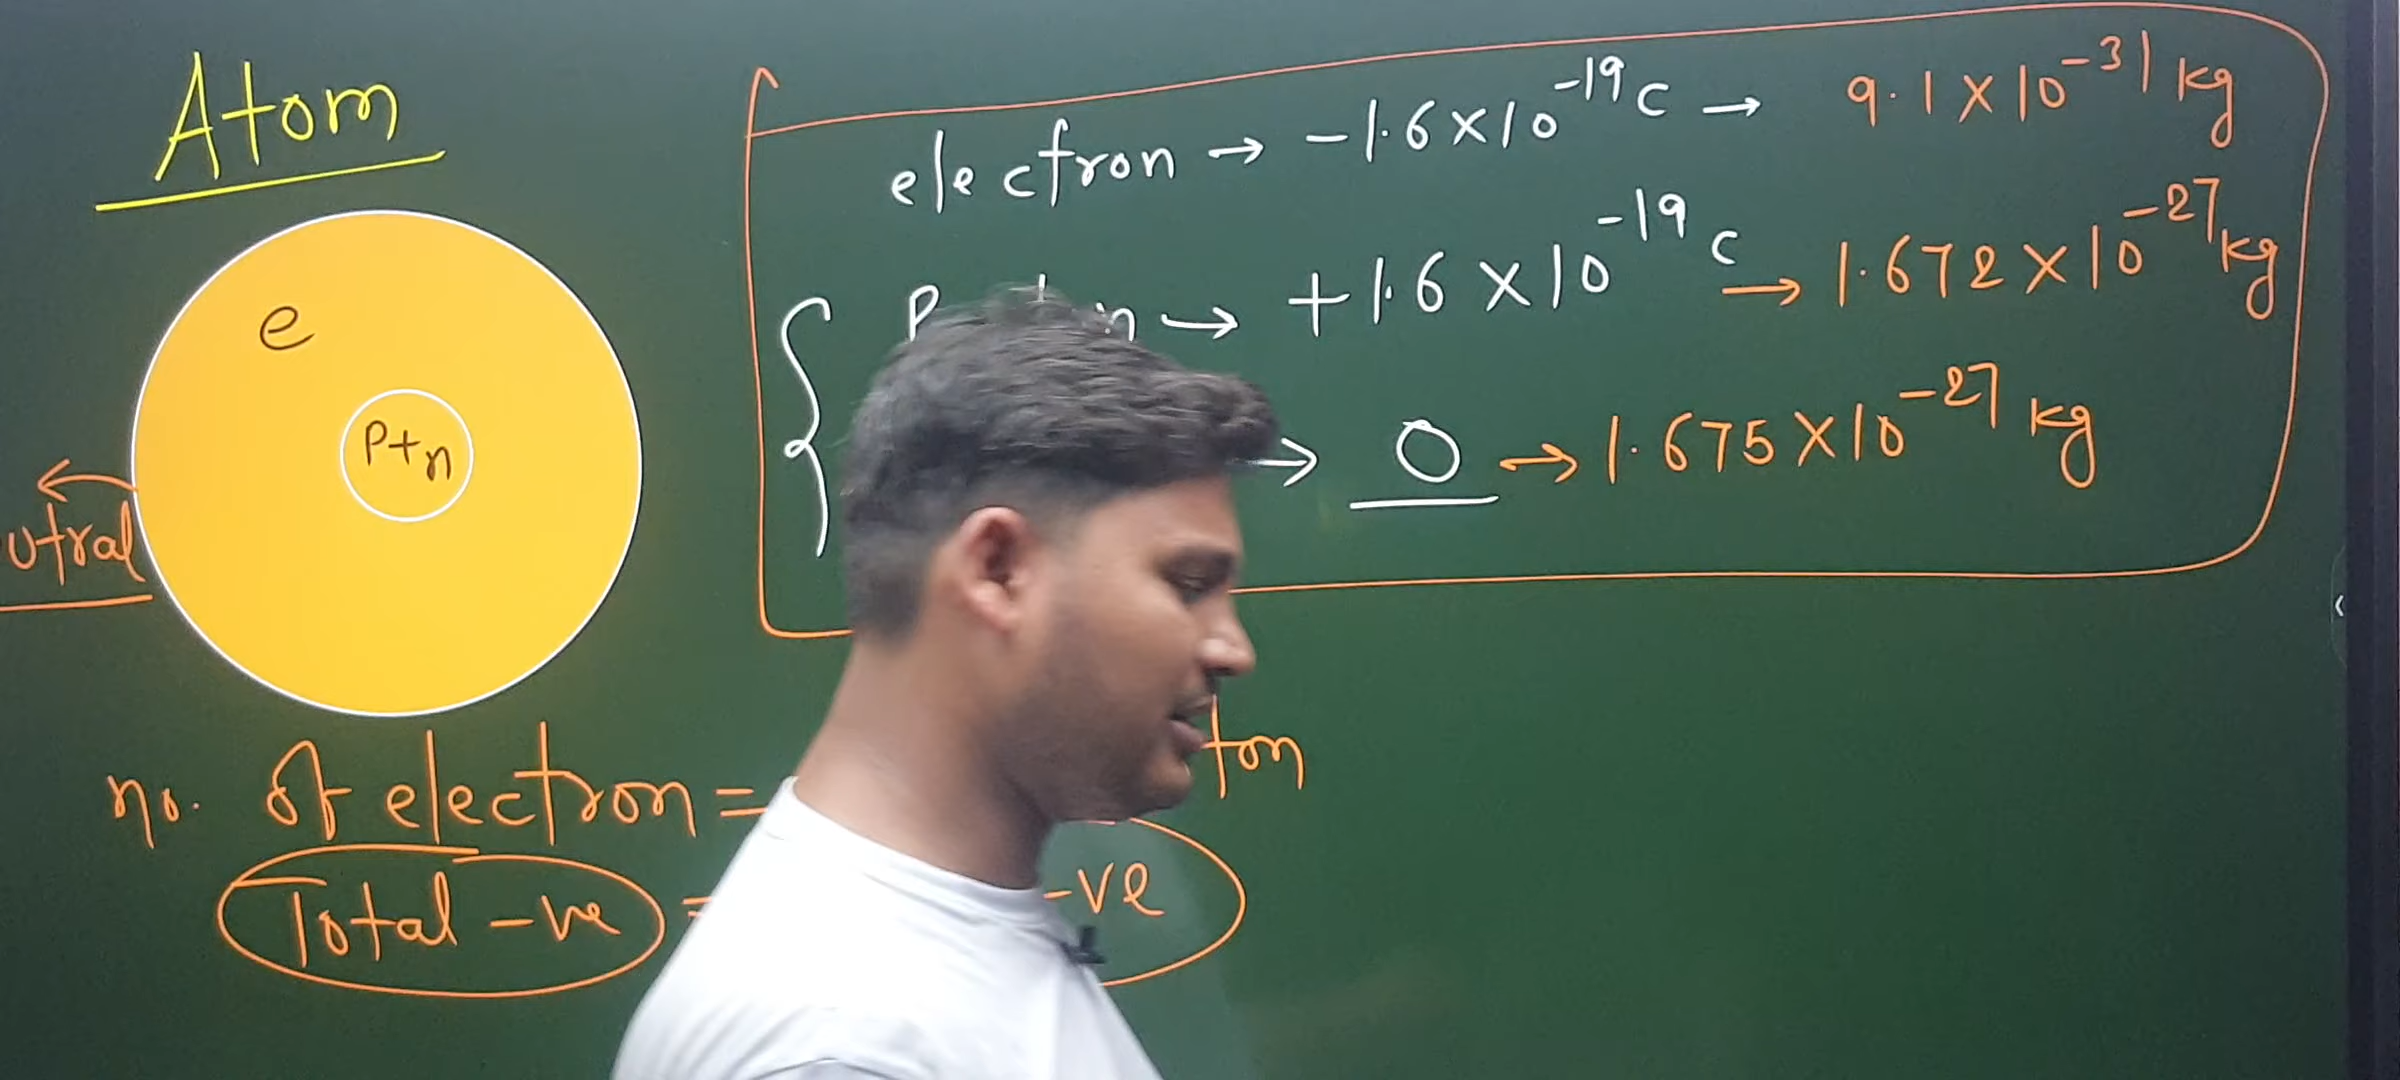 Atom
electron → -1.6×10⁻¹⁹ C → 9.1×10⁻³¹ kg
→ +1.6×10⁻¹⁹ C → 1.672×10⁻²⁷ kg
→ 0 → 1.675×10⁻²⁷ kg
e
P+n
utral
no. of electron = ton
Total -ve = -ve